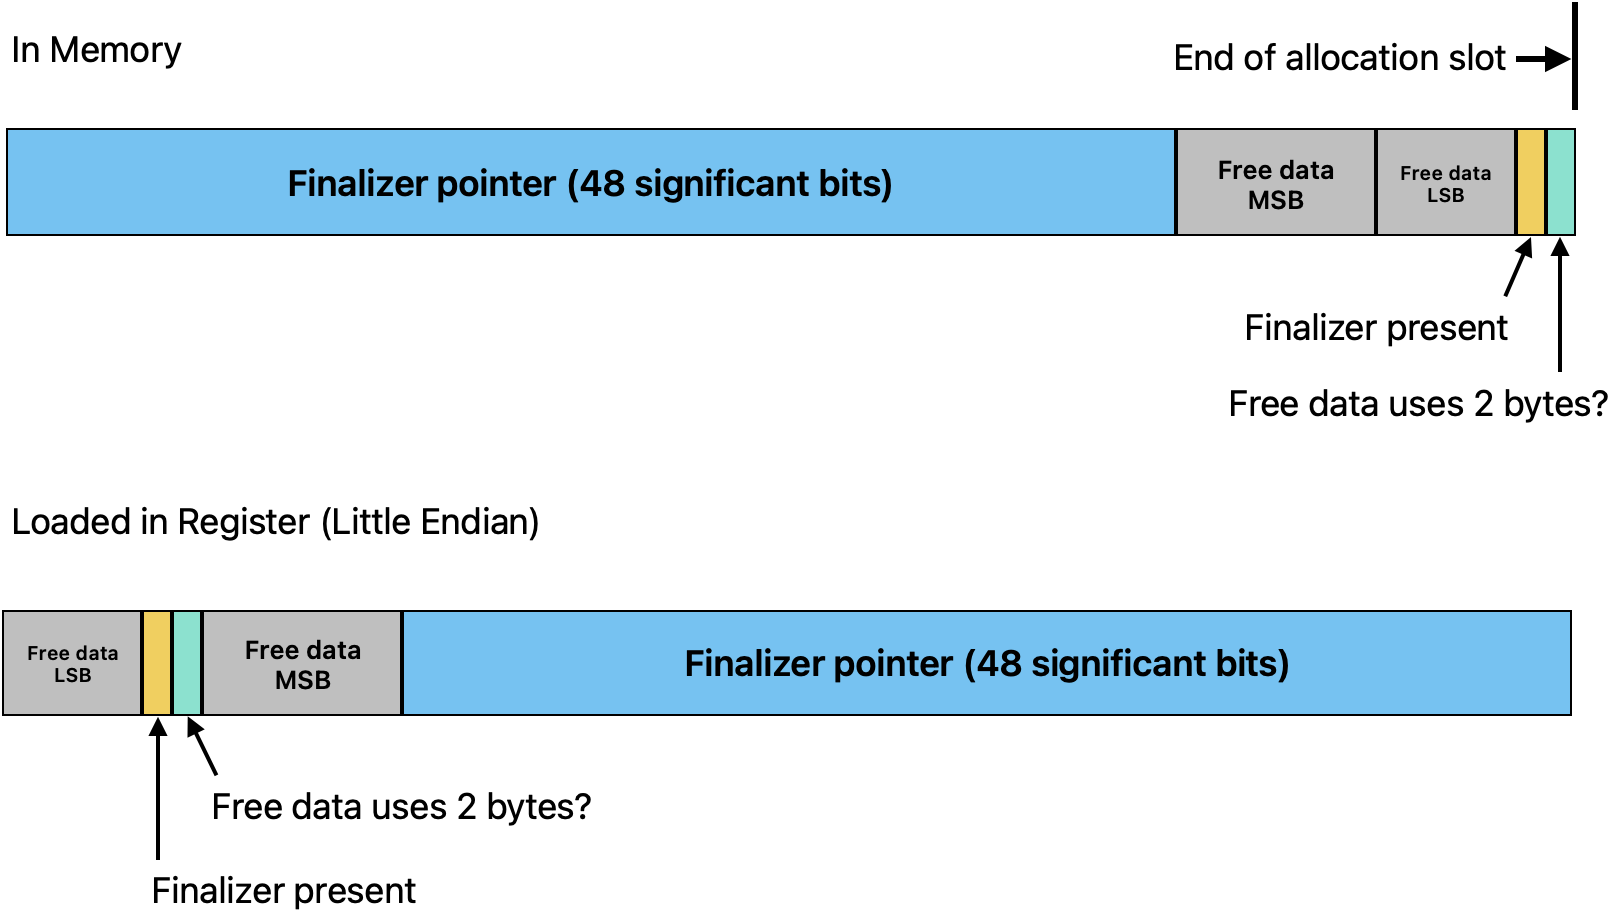 In Memory
End of allocation slot
Finalizer pointer (48 significant bits)
Free data
MSB
Free data
LSB
Finalizer present
Free data uses 2 bytes?
Loaded in Register (Little Endian)
Free data
LSB
Free data
MSB
Finalizer pointer (48 significant bits)
Free data uses 2 bytes?
Finalizer present